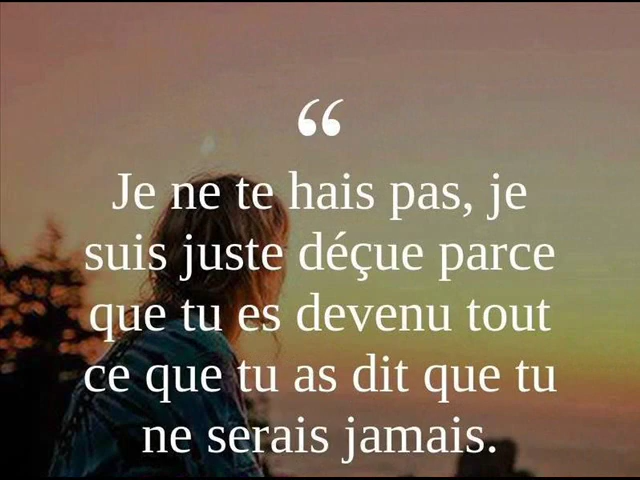 “
Je ne te hais pas, je
suis juste déçue parce
que tu es devenu tout
ce que tu as dit que tu
ne serais jamais.